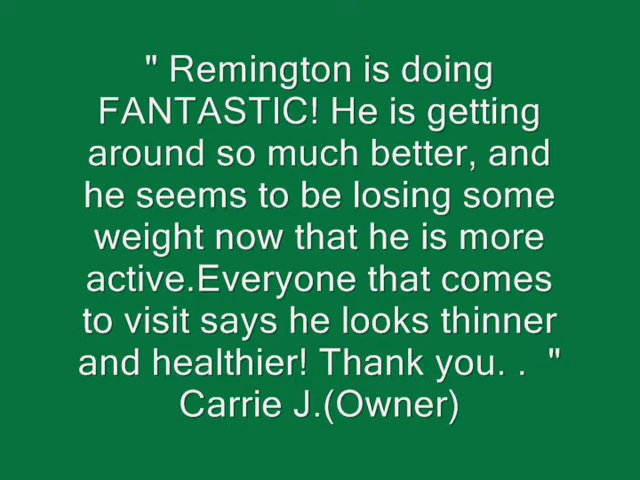 " Remington is doing
FANTASTIC! He is getting
around so much better, and
he seems to be losing some
weight now that he is more
active.Everyone that comes
to visit says he looks thinner
and healthier! Thank you. .  "
Carrie J.(Owner)